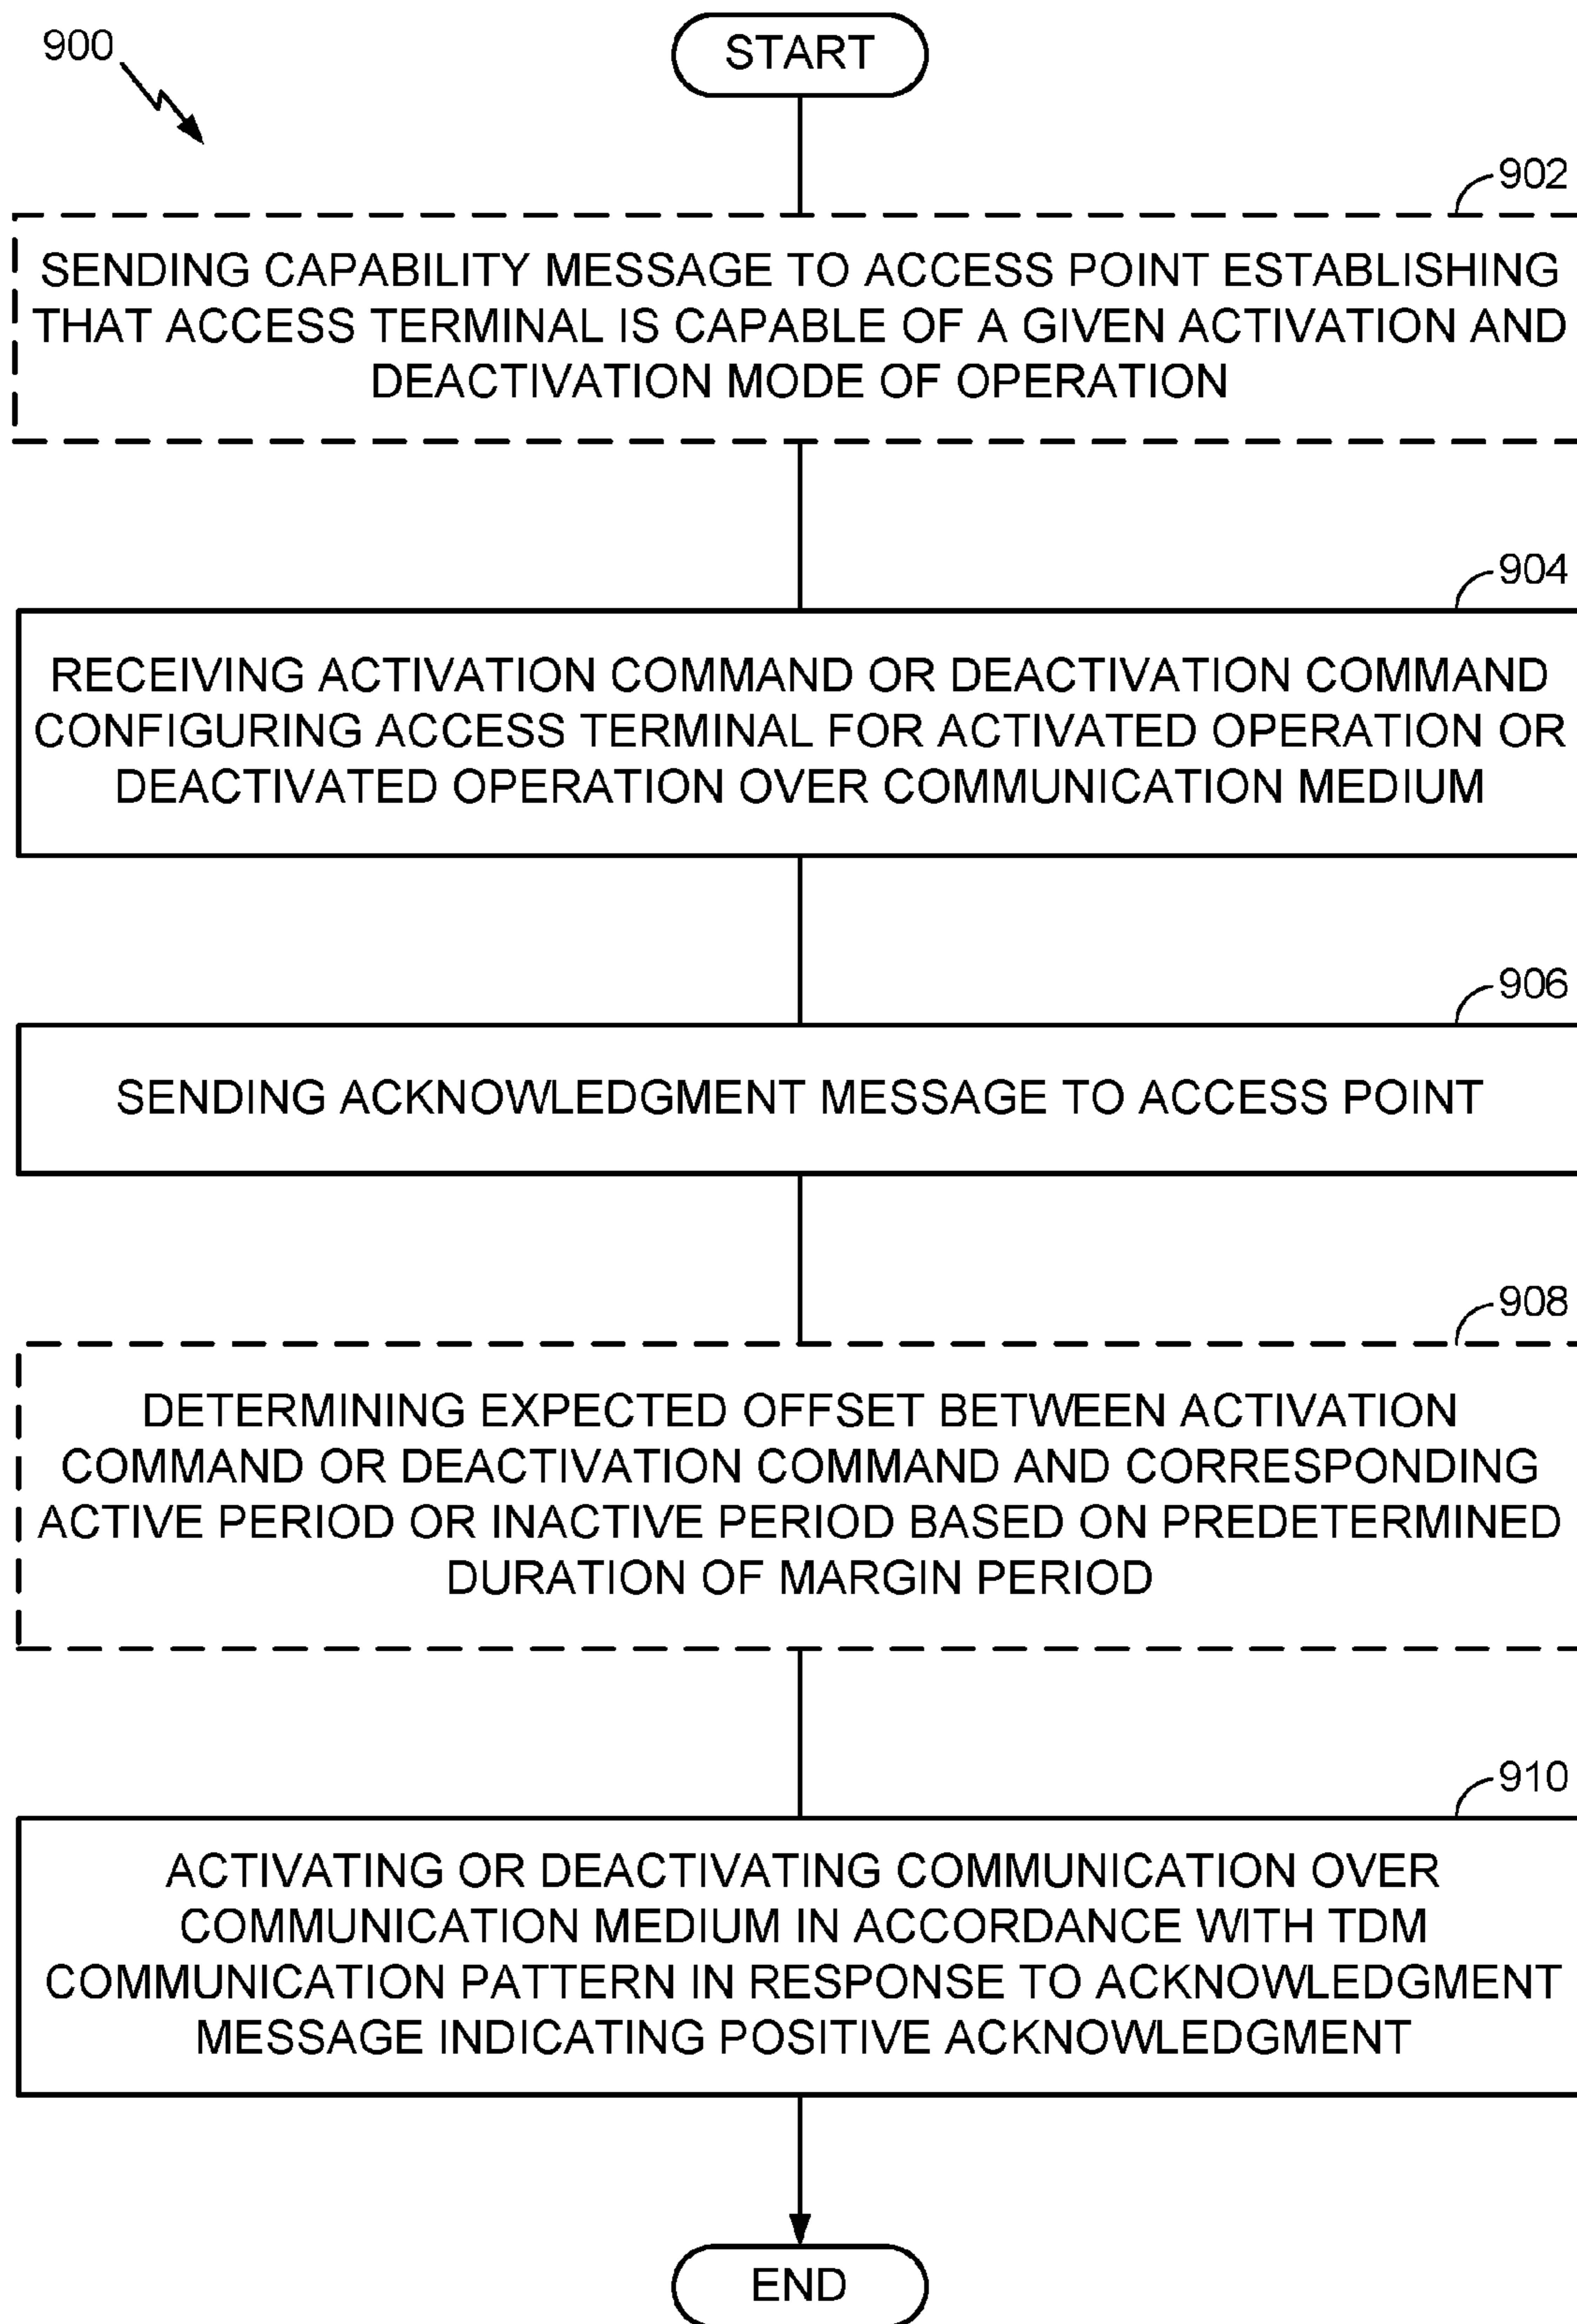 900
START
902
SENDING CAPABILITY MESSAGE TO ACCESS POINT ESTABLISHING
THAT ACCESS TERMINAL IS CAPABLE OF A GIVEN ACTIVATION AND
DEACTIVATION MODE OF OPERATION
904
RECEIVING ACTIVATION COMMAND OR DEACTIVATION COMMAND
CONFIGURING ACCESS TERMINAL FOR ACTIVATED OPERATION OR
DEACTIVATED OPERATION OVER COMMUNICATION MEDIUM
906
SENDING ACKNOWLEDGMENT MESSAGE TO ACCESS POINT
908
DETERMINING EXPECTED OFFSET BETWEEN ACTIVATION
COMMAND OR DEACTIVATION COMMAND AND CORRESPONDING
ACTIVE PERIOD OR INACTIVE PERIOD BASED ON PREDETERMINED
DURATION OF MARGIN PERIOD
910
ACTIVATING OR DEACTIVATING COMMUNICATION OVER
COMMUNICATION MEDIUM IN ACCORDANCE WITH TDM
COMMUNICATION PATTERN IN RESPONSE TO ACKNOWLEDGMENT
MESSAGE INDICATING POSITIVE ACKNOWLEDGMENT
END